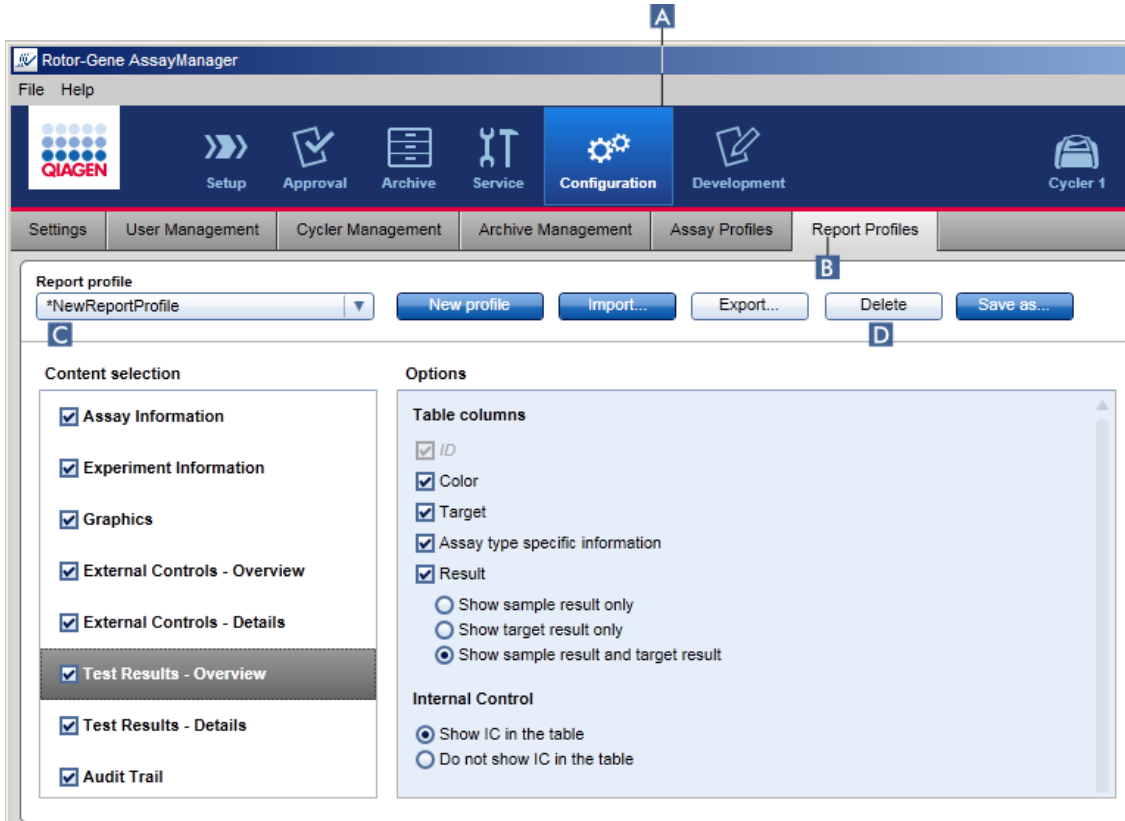 A
Rotor-Gene AssayManager
File Help
QIAGEN
Setup Approval Archive Service Configuration Development Cycler 1
Settings User Management Cycler Management Archive Management Assay Profiles Report Profiles
B
Report profile
*NewReportProfile New profile Import... Export... Delete Save as...
C D
Content selection Options
Assay Information
Experiment Information
Graphics
External Controls - Overview
External Controls - Details
Test Results - Overview
Test Results - Details
Audit Trail
Table columns
ID
Color
Target
Assay type specific information
Result
Show sample result only
Show target result only
Show sample result and target result
Internal Control
Show IC in the table
Do not show IC in the table